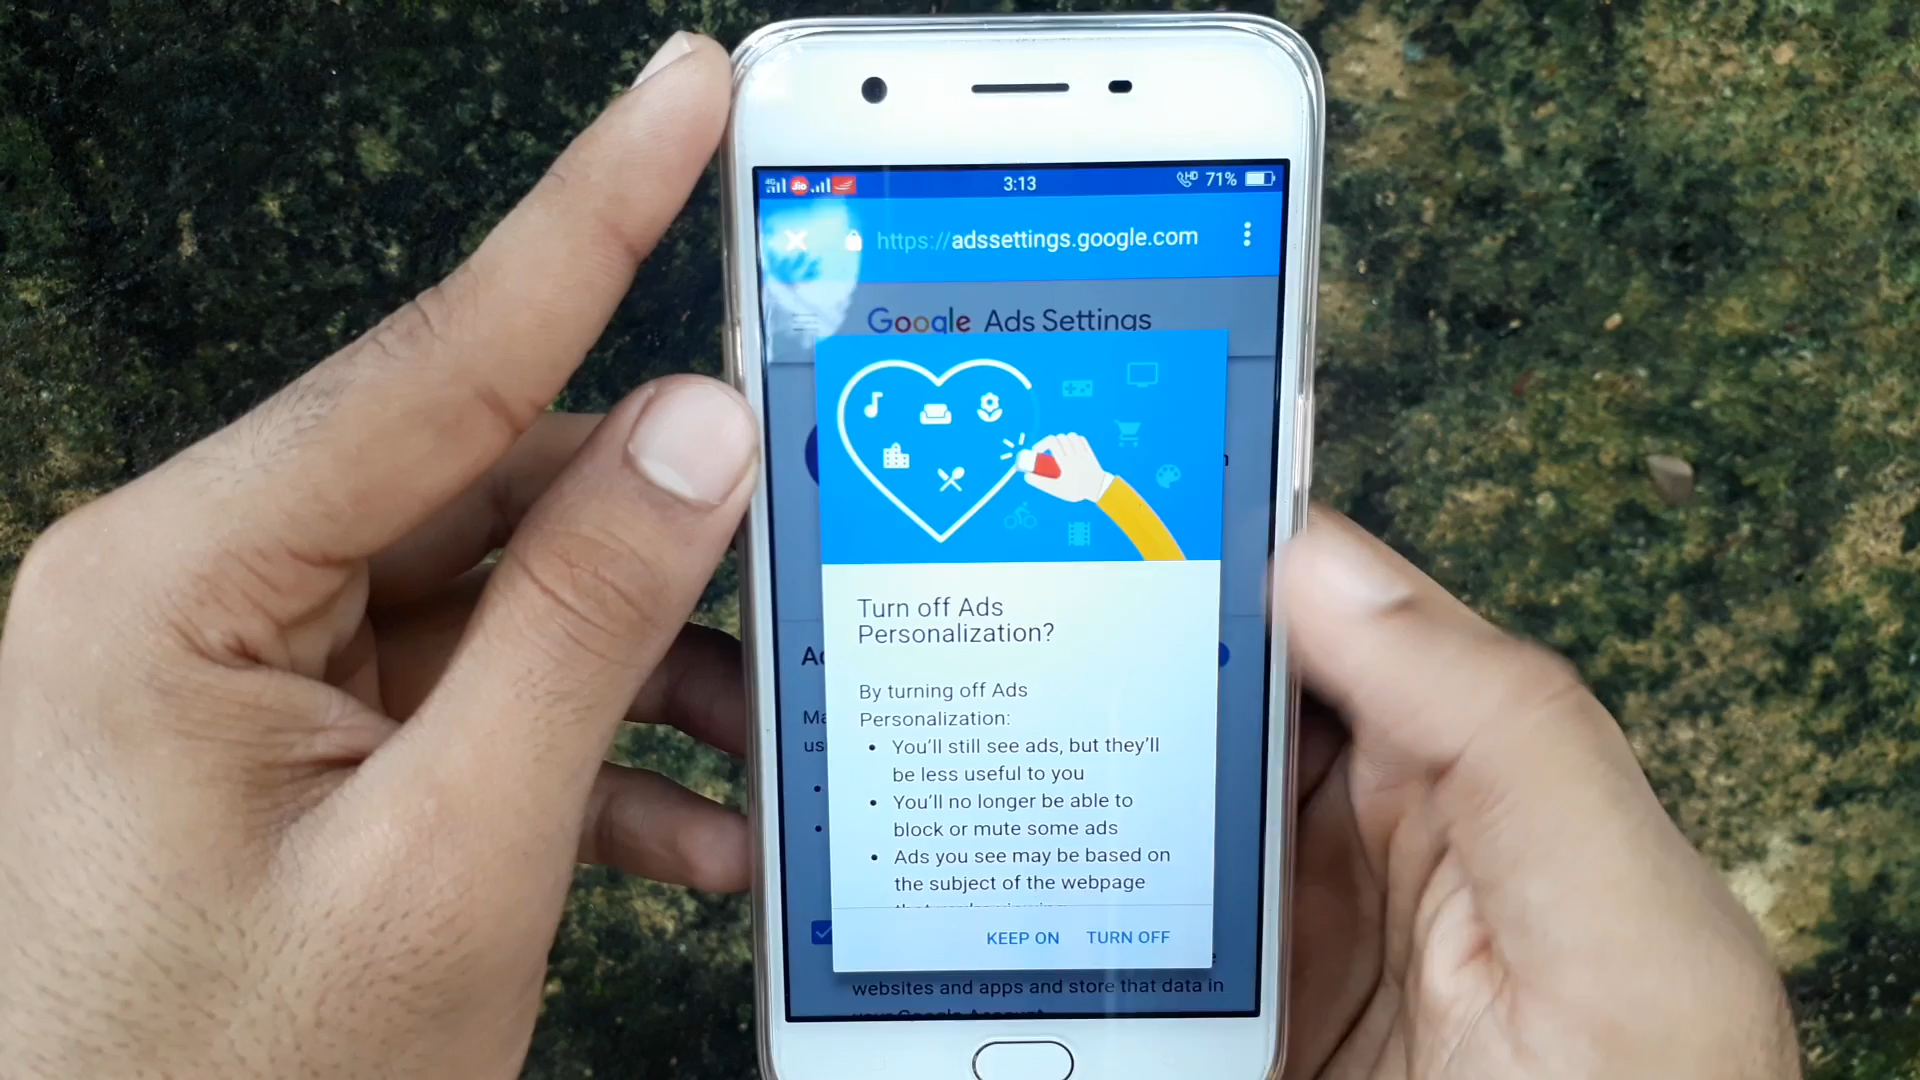 4G Jio 3:13 HD 71%
https://adssettings.google.com
Google Ads Settings
Turn off Ads
Personalization?
By turning off Ads
Personalization:
• You'll still see ads, but they'll
be less useful to you
• You'll no longer be able to
block or mute some ads
• Ads you see may be based on
the subject of the webpage
KEEP ON TURN OFF
websites and apps and store that data in